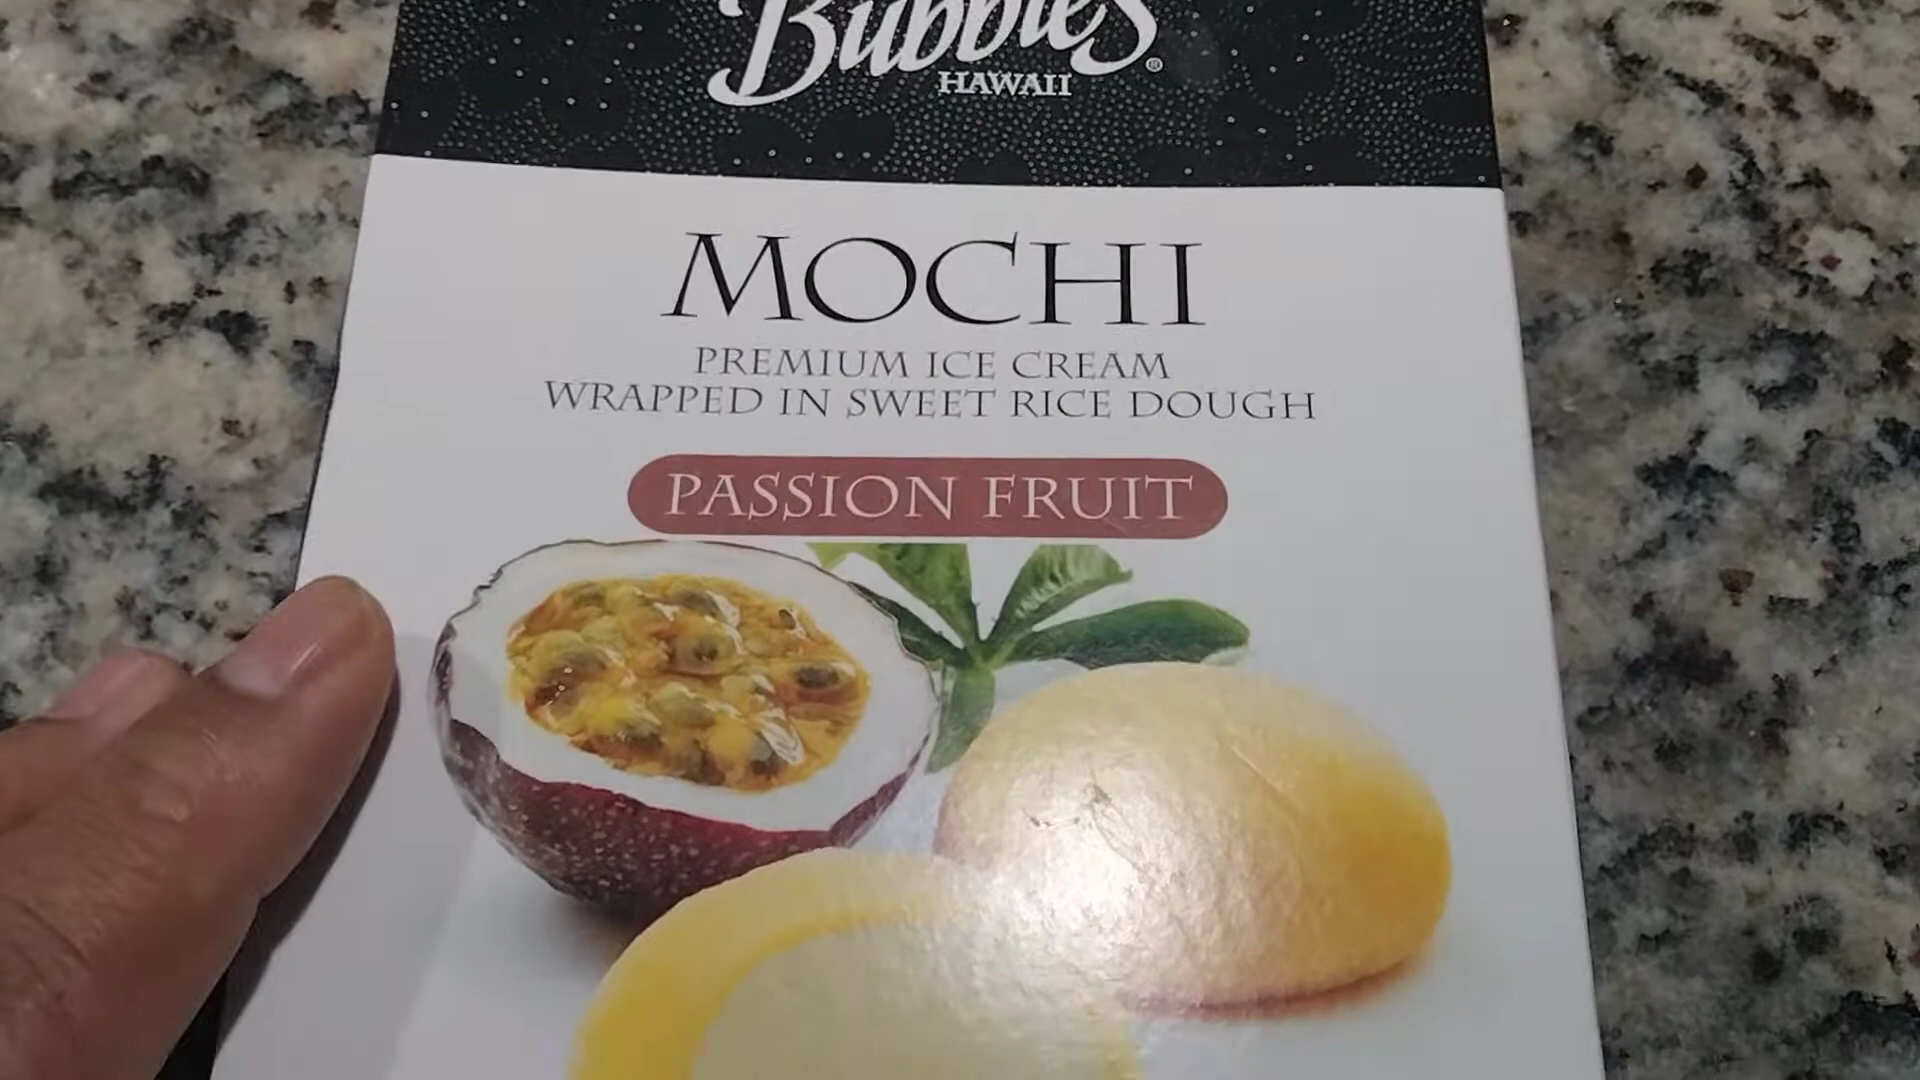 Bubbies®
HAWAII
MOCHI
PREMIUM ICE CREAM
WRAPPED IN SWEET RICE DOUGH
PASSION FRUIT